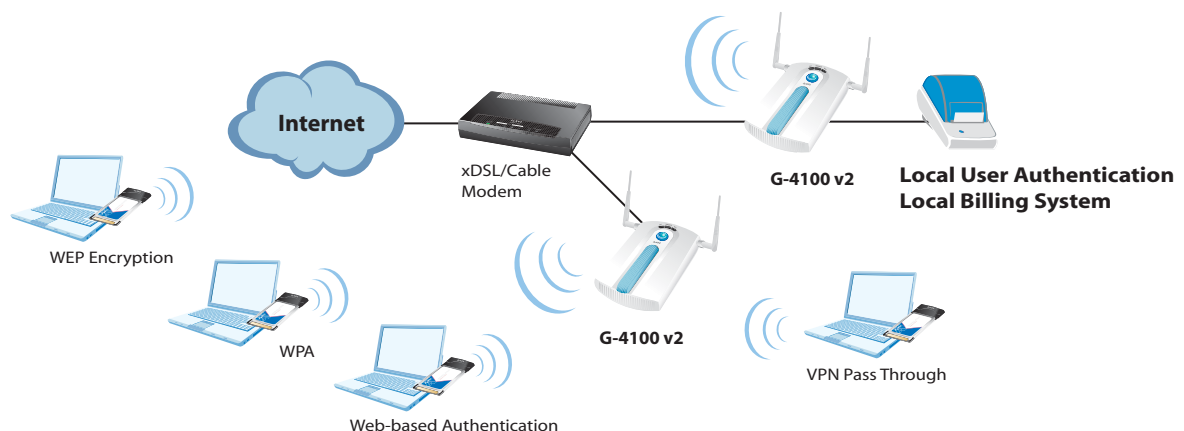 Internet
xDSL/Cable
Modem
G-4100 v2
Local User Authentication
Local Billing System
WEP Encryption
WPA
G-4100 v2
VPN Pass Through
Web-based Authentication